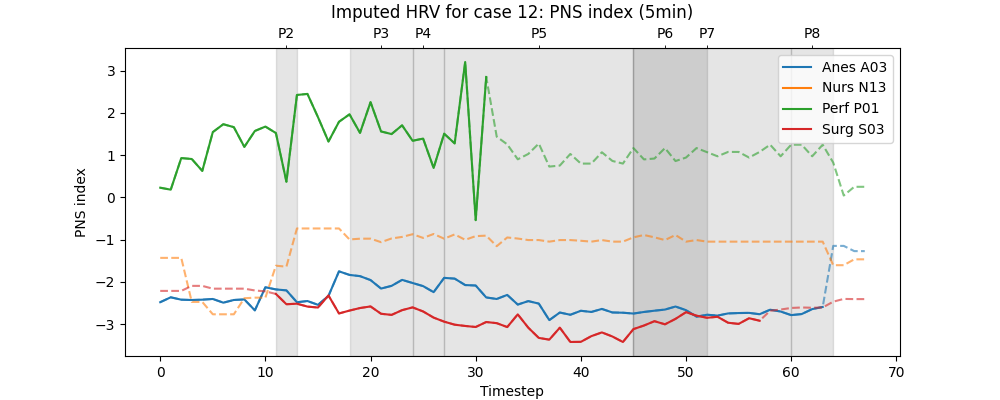 Imputed HRV for case 12: PNS index (5min)
P2 P3 P4 P5 P6 P7 P8
Anes A03
Nurs N13
Perf P01
Surg S03
PNS index
3
2
1
0
−1
−2
−3
0 10 20 30 40 50 60 70
Timestep